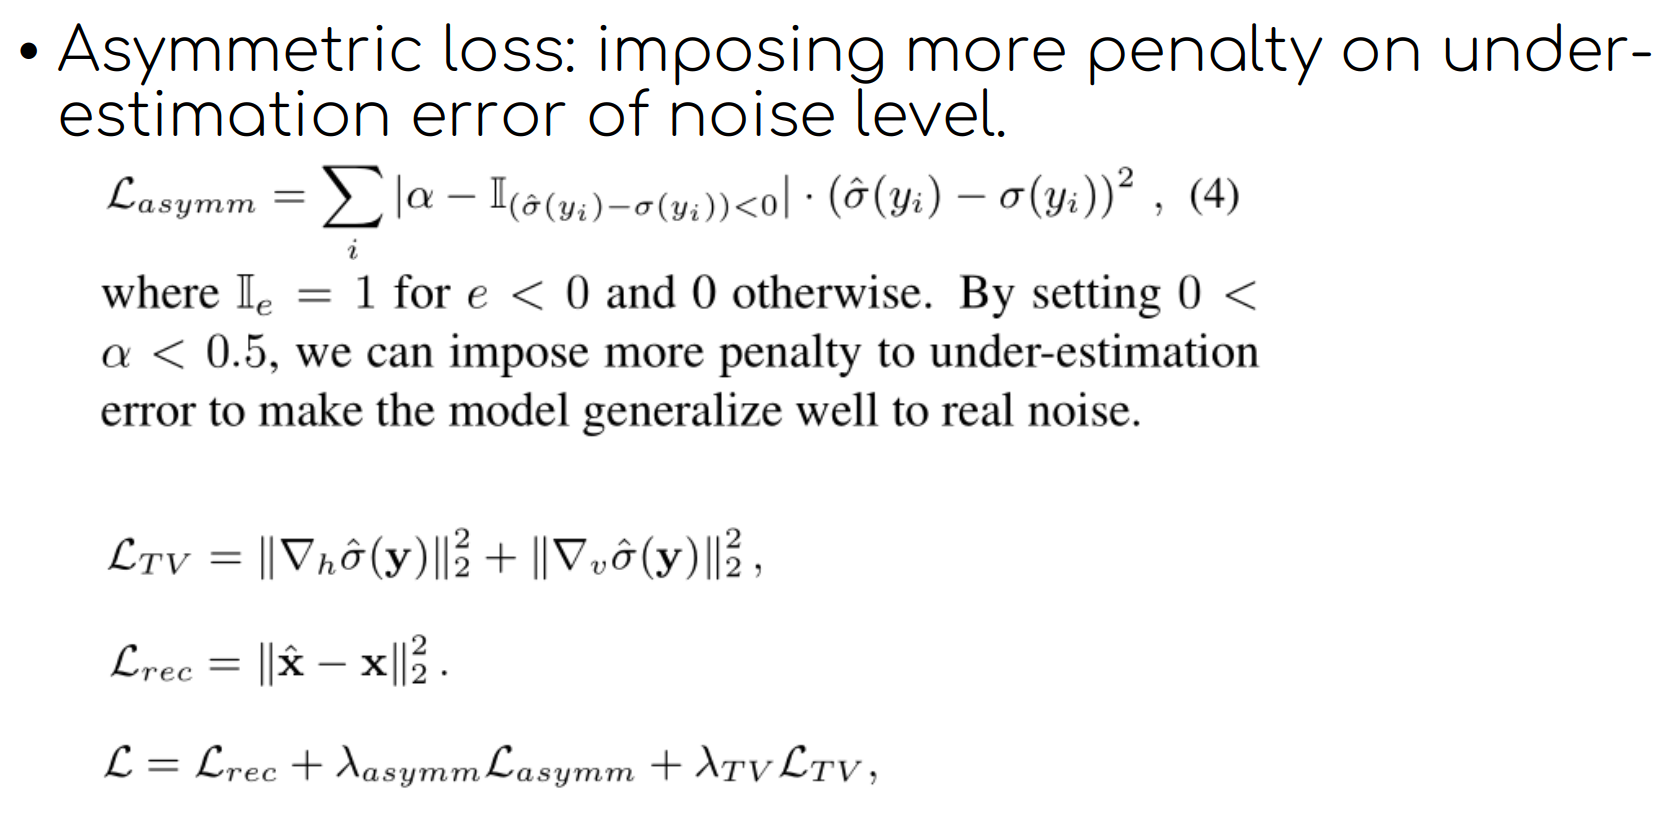 • Asymmetric loss: imposing more penalty on under-
estimation error of noise level.
$\mathcal{L}_{asymm} = \sum_{i} |\alpha - \mathbb{I}_{(\hat{\sigma}(y_i) - \sigma(y_i)) < 0}| \cdot (\hat{\sigma}(y_i) - \sigma(y_i))^2$ , (4)
where $\mathbb{I}_e = 1$ for $e < 0$ and 0 otherwise. By setting $0 <$
$\alpha < 0.5$, we can impose more penalty to under-estimation
error to make the model generalize well to real noise.
$\mathcal{L}_{TV} = \|\nabla_h \hat{\sigma}(\mathbf{y})\|_2^2 + \|\nabla_v \hat{\sigma}(\mathbf{y})\|_2^2$ ,
$\mathcal{L}_{rec} = \|\hat{\mathbf{x}} - \mathbf{x}\|_2^2$ .
$\mathcal{L} = \mathcal{L}_{rec} + \lambda_{asymm} \mathcal{L}_{asymm} + \lambda_{TV} \mathcal{L}_{TV}$,